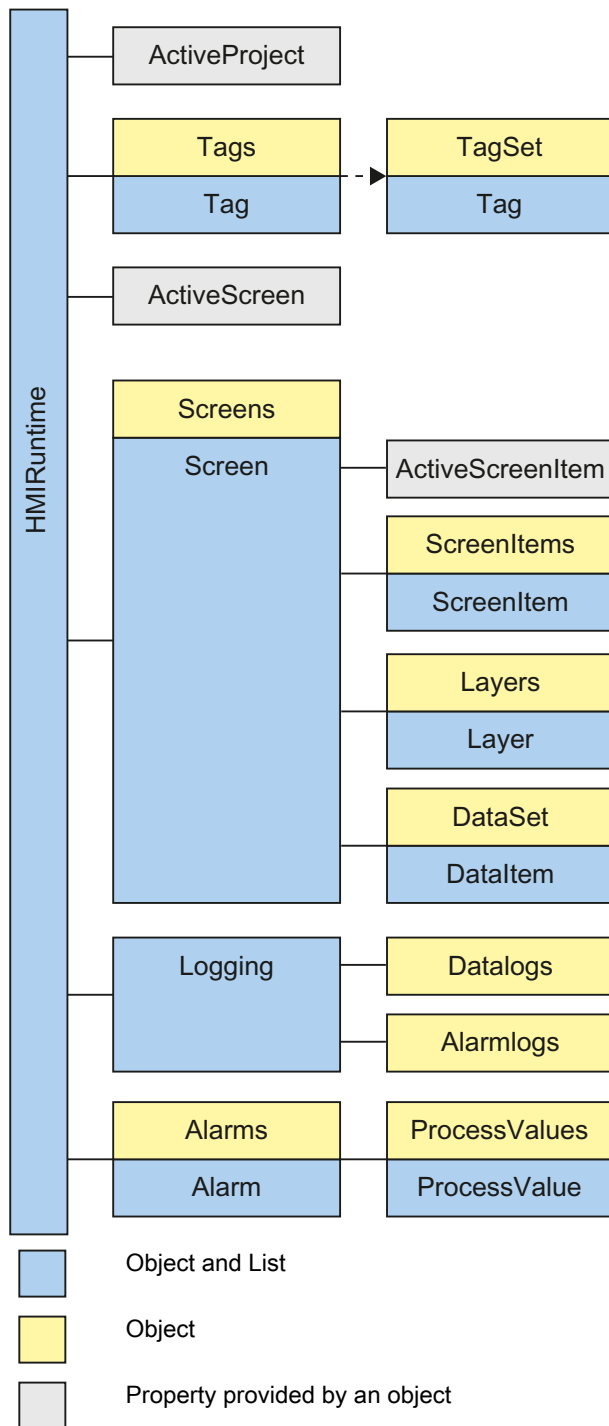 HMIRuntime
ActiveProject
Tags
Tag
TagSet
Tag
ActiveScreen
Screens
Screen
ActiveScreenItem
ScreenItems
ScreenItem
Layers
Layer
DataSet
DataItem
Logging
Datalogs
Alarmlogs
Alarms
Alarm
ProcessValues
ProcessValue
Object and List
Object
Property provided by an object